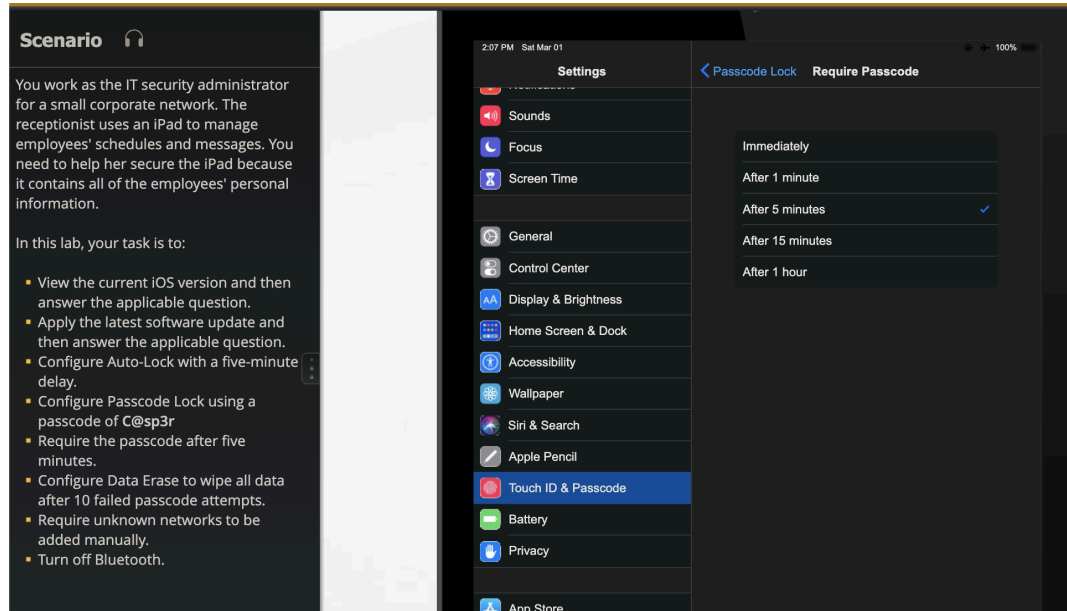 Scenario
You work as the IT security administrator
for a small corporate network. The
receptionist uses an iPad to manage
employees' schedules and messages. You
need to help her secure the iPad because
it contains all of the employees' personal
information.
In this lab, your task is to:
View the current iOS version and then
answer the applicable question.
Apply the latest software update and
then answer the applicable question.
Configure Auto-Lock with a five-minute
delay.
Configure Passcode Lock using a
passcode of C@sp3r
Require the passcode after five
minutes.
Configure Data Erase to wipe all data
after 10 failed passcode attempts.
Require unknown networks to be
added manually.
Turn off Bluetooth.
2:07 PM Sat Mar 01
Settings
Sounds
Focus
Screen Time
General
Control Center
AA Display & Brightness
Home Screen & Dock
Accessibility
Wallpaper
Siri & Search
Apple Pencil
Touch ID & Passcode
Battery
Privacy
App Store
100%
Passcode Lock Require Passcode
Immediately
After 1 minute
After 5 minutes
After 15 minutes
After 1 hour